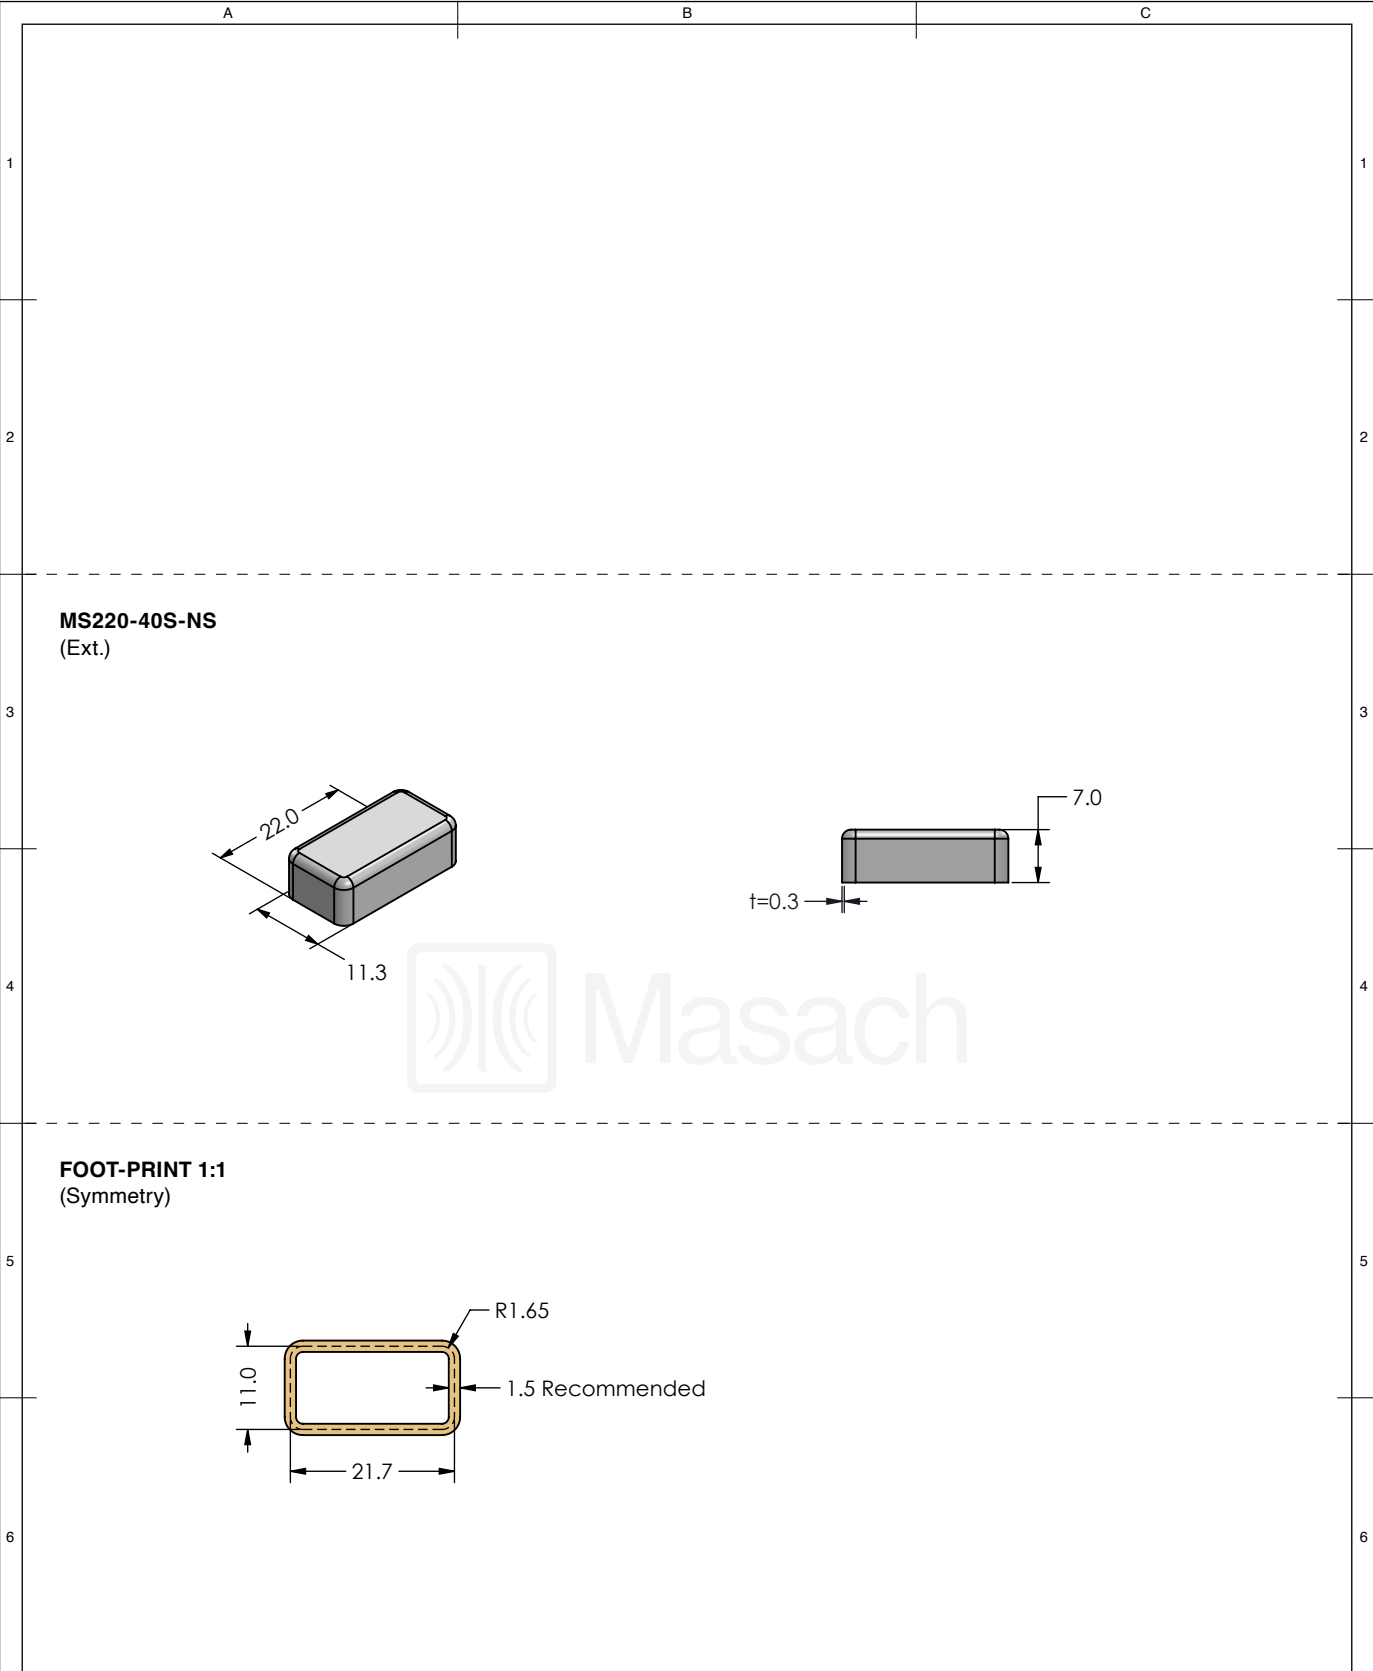 A B C
1 1
2 2
MS220-40S-NS
(Ext.)
3 3
22.0
7.0
t=0.3
11.3
4 4
Masach
FOOT-PRINT 1:1
(Symmetry)
5 5
R1.65
11.0
1.5 Recommended
21.7
6 6